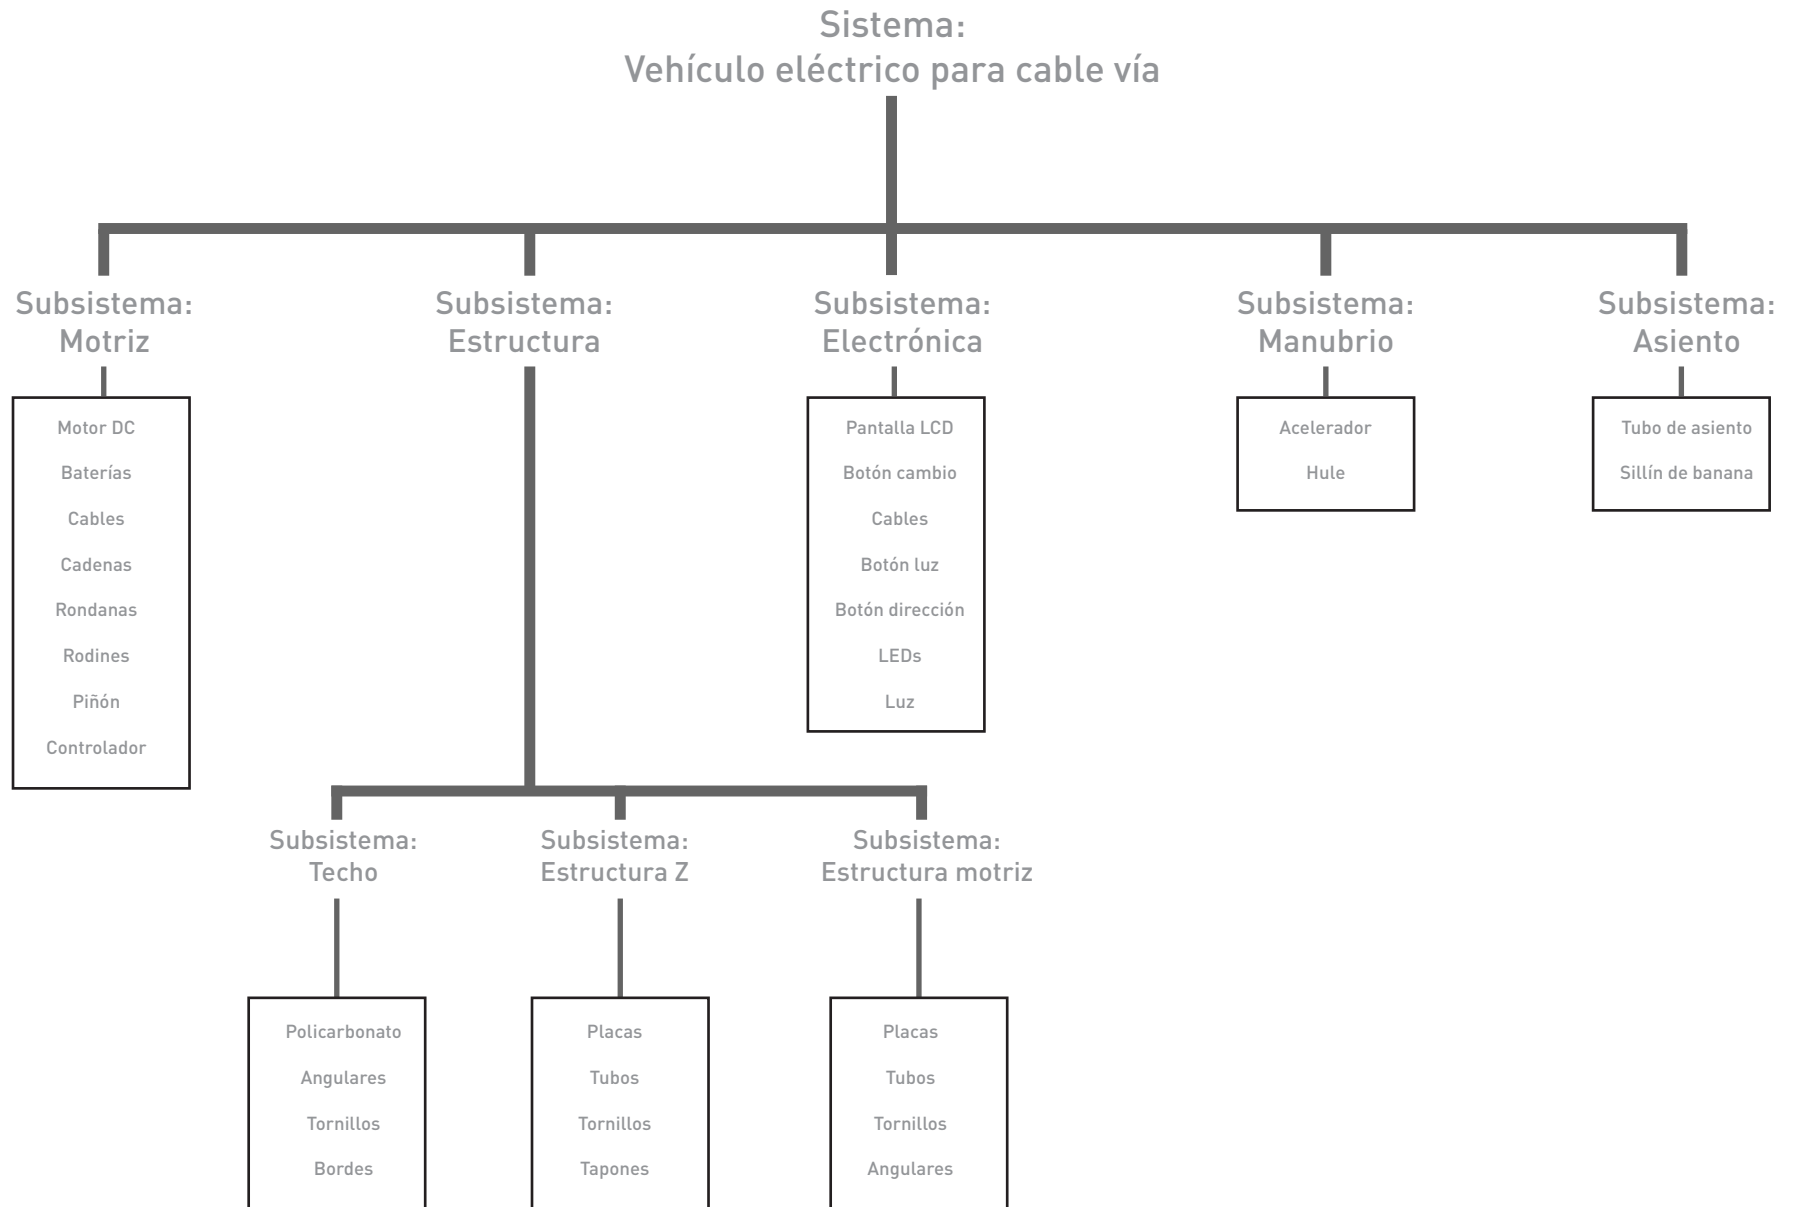 Sistema:
Vehículo eléctrico para cable vía
Subsistema:
Motriz
Subsistema:
Estructura
Subsistema:
Electrónica
Subsistema:
Manubrio
Subsistema:
Asiento
Motor DC
Baterías
Cables
Cadenas
Rondanas
Rodines
Piñón
Controlador
Pantalla LCD
Botón cambio
Cables
Botón luz
Botón dirección
LEDs
Luz
Acelerador
Hule
Tubo de asiento
Sillín de banana
Subsistema:
Techo
Subsistema:
Estructura Z
Subsistema:
Estructura motriz
Policarbonato
Angulares
Tornillos
Bordes
Placas
Tubos
Tornillos
Tapones
Placas
Tubos
Tornillos
Angulares